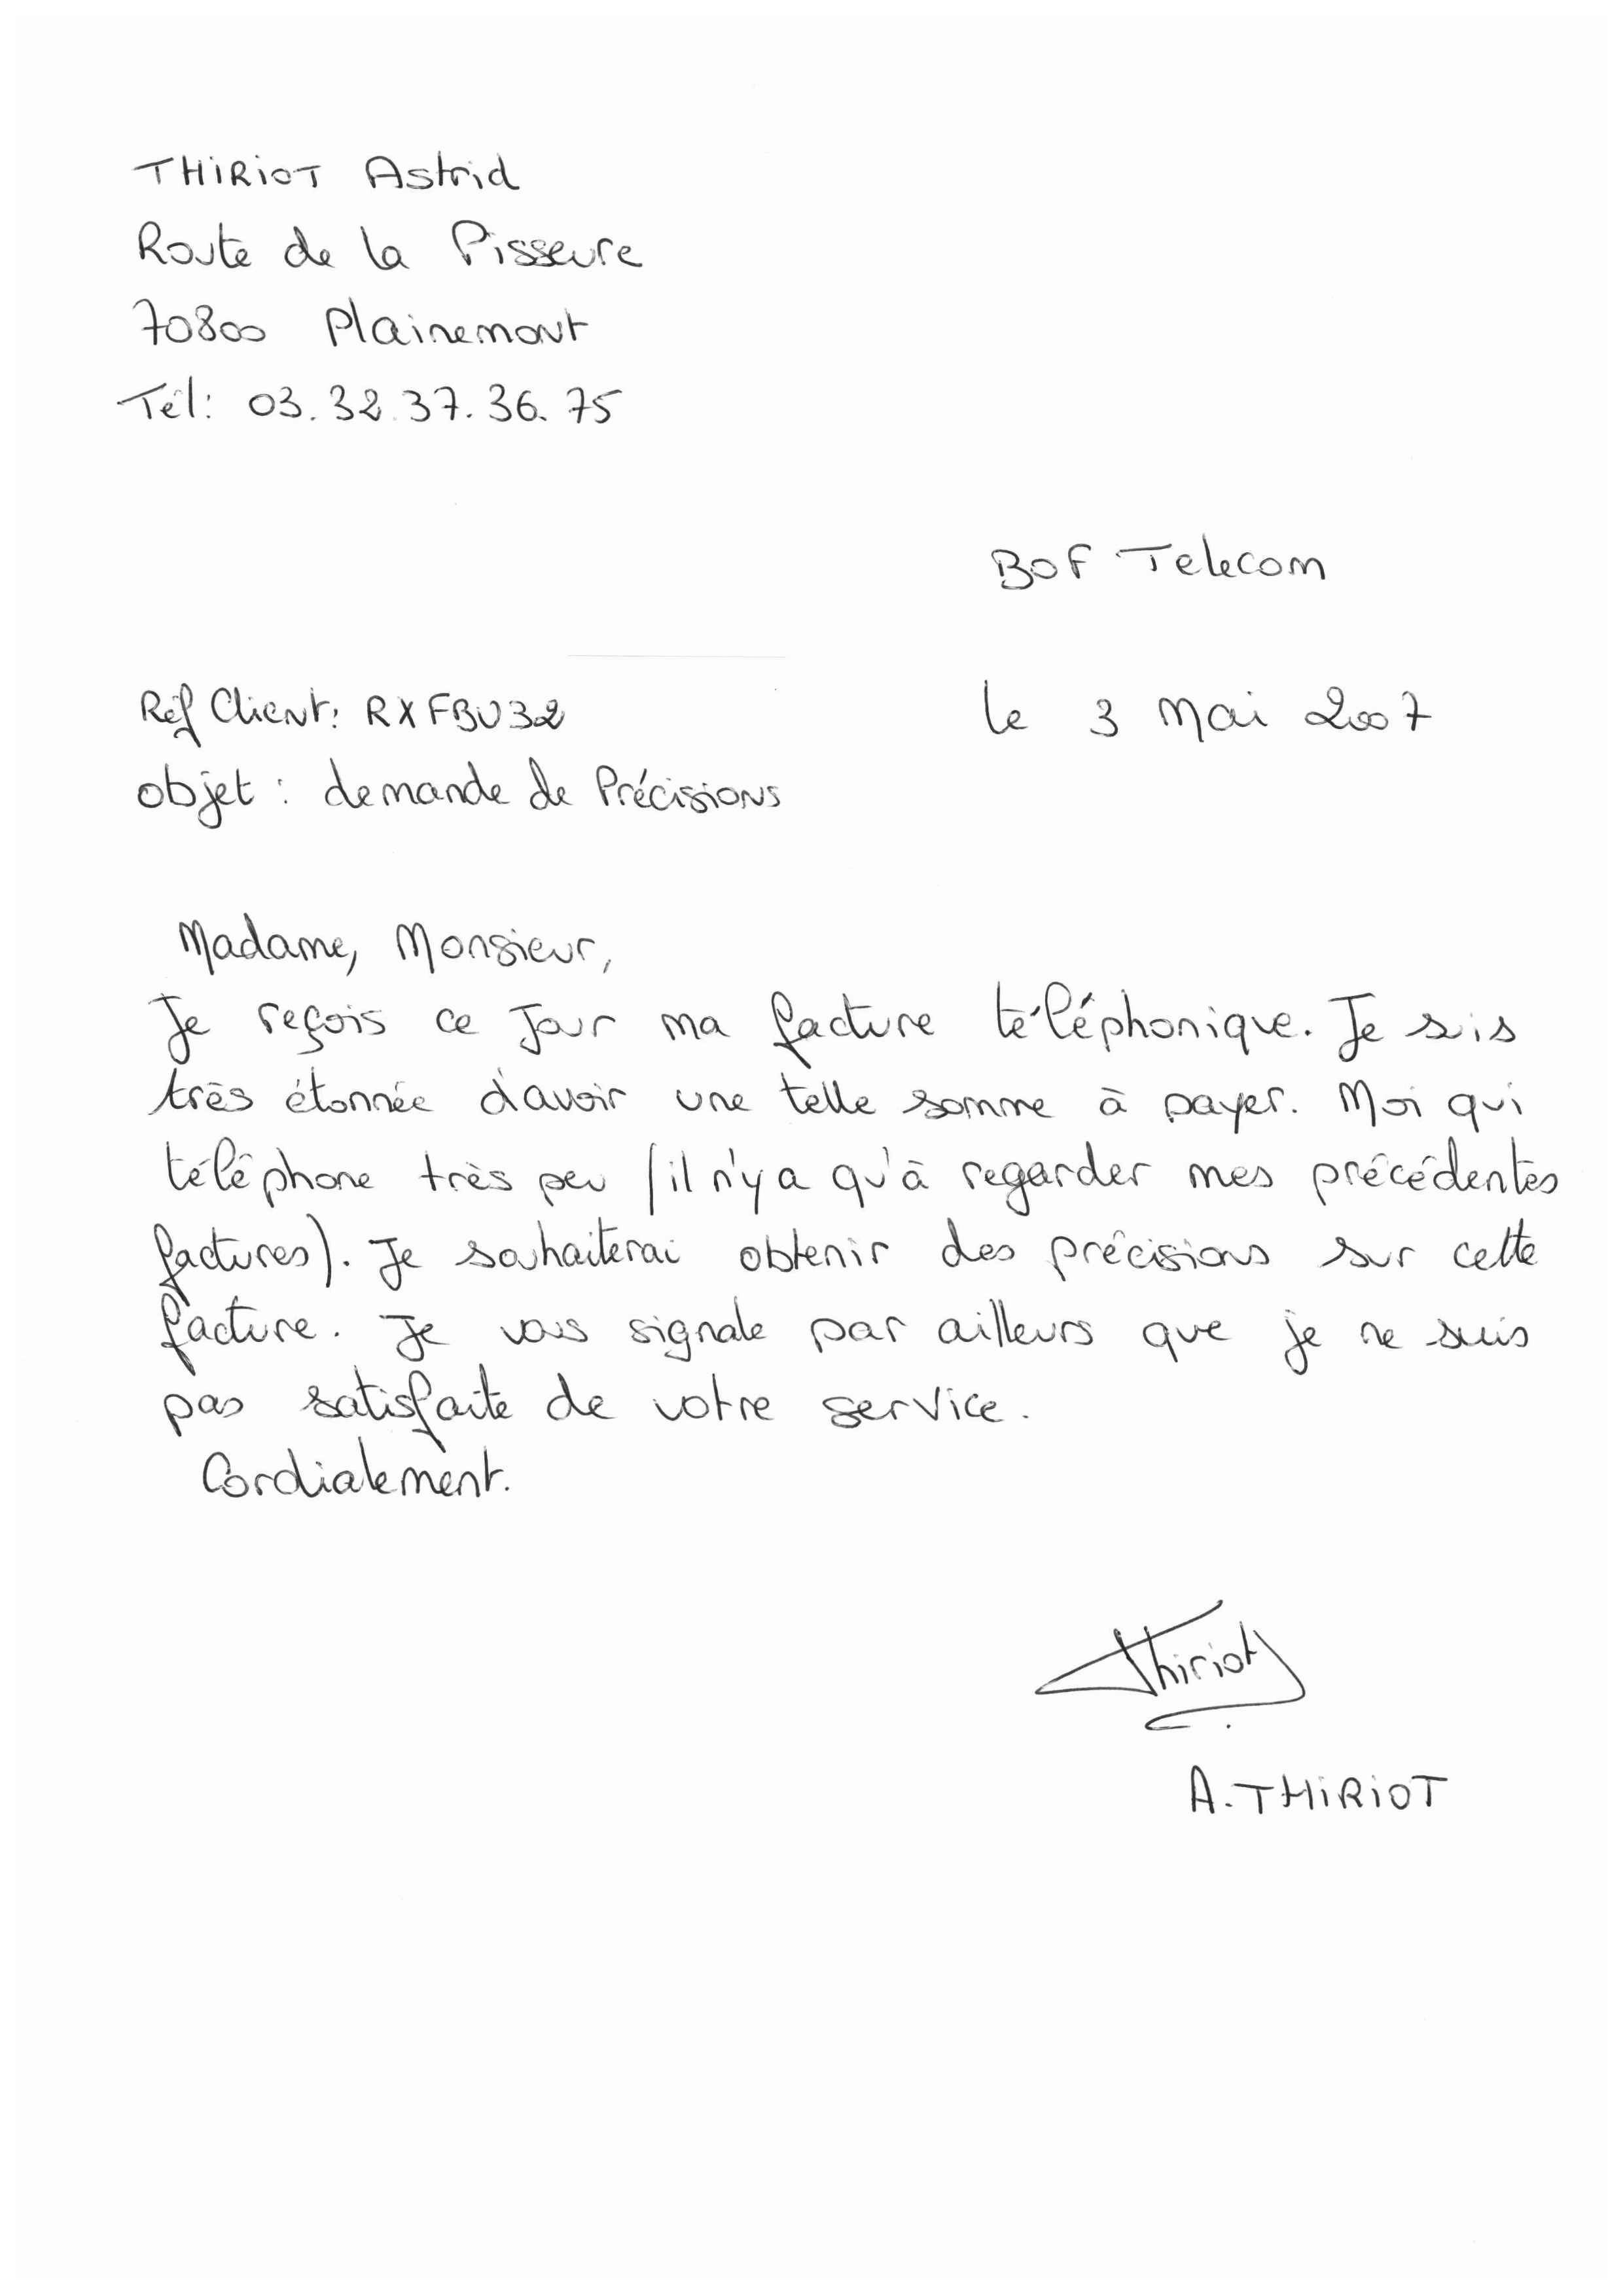 THIRIOT Astrid
Route de la Pisseure
70800 Plainemont
Tél: 03.32.37.36.75
BOF Telecom
Réf Client: RXFBU32
le 3 Mai 2007
objet : demande de Précisions
Madame, Monsieur,
Je reçois ce jour ma facture téléphonique. Je suis
très étonnée d'avoir une telle somme à payer. Moi qui
téléphone très peu (il n'y a qu'à regarder mes précédentes
factures). Je souhaiterai obtenir des précisions sur cette
facture. Je vous signale par ailleurs que je ne suis
pas satisfaite de votre service.
Cordialement.
Thiriot
A. THIRIOT